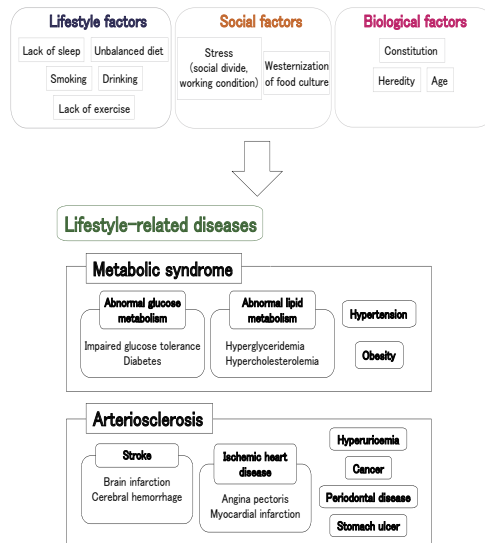 Lifestyle factors
Lack of sleep
Unbalanced diet
Smoking
Drinking
Lack of exercise
Social factors
Stress
(social divide,
working condition)
Westernization
of food culture
Biological factors
Constitution
Heredity
Age
Lifestyle-related diseases
Metabolic syndrome
Abnormal glucose
metabolism
Impaired glucose tolerance
Diabetes
Abnormal lipid
metabolism
Hyperglyceridemia
Hypercholesterolemia
Hypertension
Obesity
Arteriosclerosis
Stroke
Brain infarction
Cerebral hemorrhage
Ischemic heart
disease
Angina pectoris
Myocardial infarction
Hyperuricemia
Cancer
Periodontal disease
Stomach ulcer